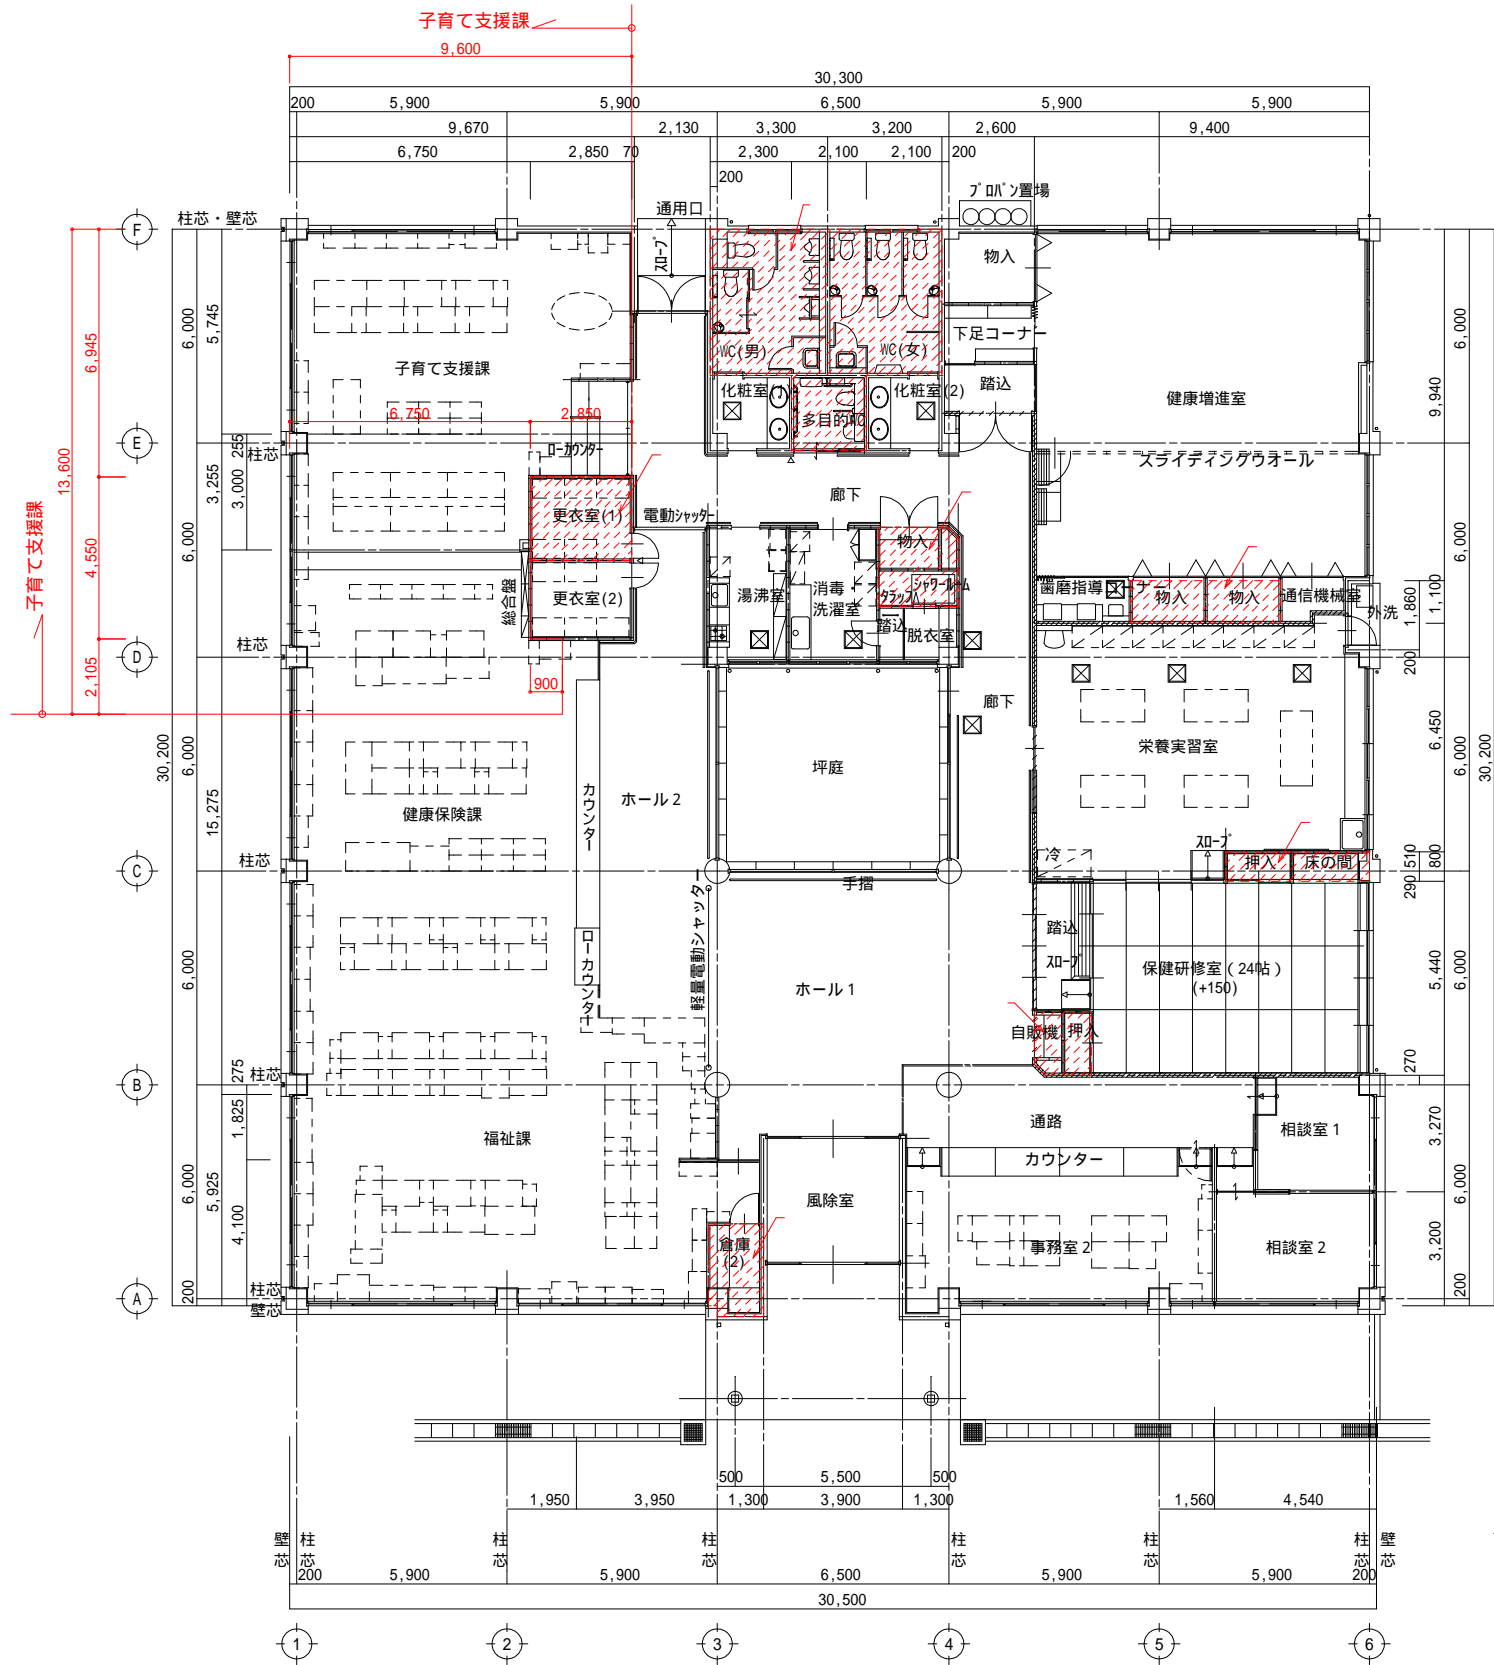 子育て支援課
9,600
30,300
200 5,900 5,900 6,500 5,900 5,900
9,670 2,130 3,300 3,200 2,600 9,400
6,750 2,850 70 2,300 2,100 2,100 200
200
プロパン置場
通用口
柱芯・壁芯
F
スロープ
物入
下足コーナー
WC(男)
WC(女)
子育て支援課
化粧室(1)
化粧室(2)
踏込
健康増進室
多目的WC
6,750 2,850
E
柱芯
ローカウンター
スライディングウオール
廊下
更衣室(1)
電動シャッター
物入
更衣室(2)
総合盤
湯沸室
消毒・
洗濯室
シャワールーム
タラップ
踏込
脱衣室
歯磨指導コーナー
物入
物入
通信機械室
外洗
D
柱芯
900
子育て支援課
13,600
6,945
4,550
2,105
30,200
6,000
6,000
6,000
6,000
6,000
5,745
255
3,255
3,000
15,275
275
1,825
5,925
4,100
200
廊下
坪庭
栄養実習室
ホール2
カウンター
健康保険課
スロープ
押入
床の間
冷
C
柱芯
手摺
軽量電動シャッター
ローカウンター
踏込
スロープ
保健研修室(24帖)
(+150)
ホール1
自販機
押入
B
柱芯
通路
相談室1
福祉課
カウンター
風除室
倉庫
(2)
事務室2
相談室2
A
柱芯
壁芯
6,000
9,940
6,000
1,860
1,100
200
6,450
6,000
30,200
510
800
290
5,440
6,000
270
3,270
6,000
3,200
200
500 5,500 500
1,950 3,950 1,300 3,900 1,300 1,560 4,540
壁芯 柱芯 柱芯 柱芯 柱芯 柱芯 柱芯 壁芯
200 5,900 5,900 6,500 5,900 5,900 200
30,500
1 2 3 4 5 6